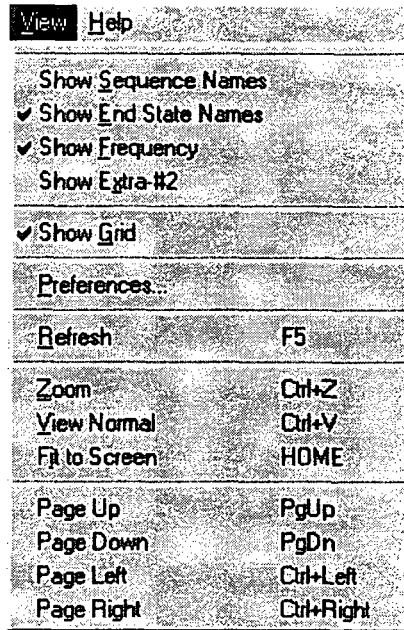 View Help
Show Sequence Names
✔ Show End State Names
✔ Show Frequency
Show Extra-#2
✔ Show Grid
Preferences...
Refresh F5
Zoom Ctrl+Z
View Normal Ctrl+V
Fit to Screen HOME
Page Up PgUp
Page Down PgDn
Page Left Ctrl+Left
Page Right Ctrl+Right